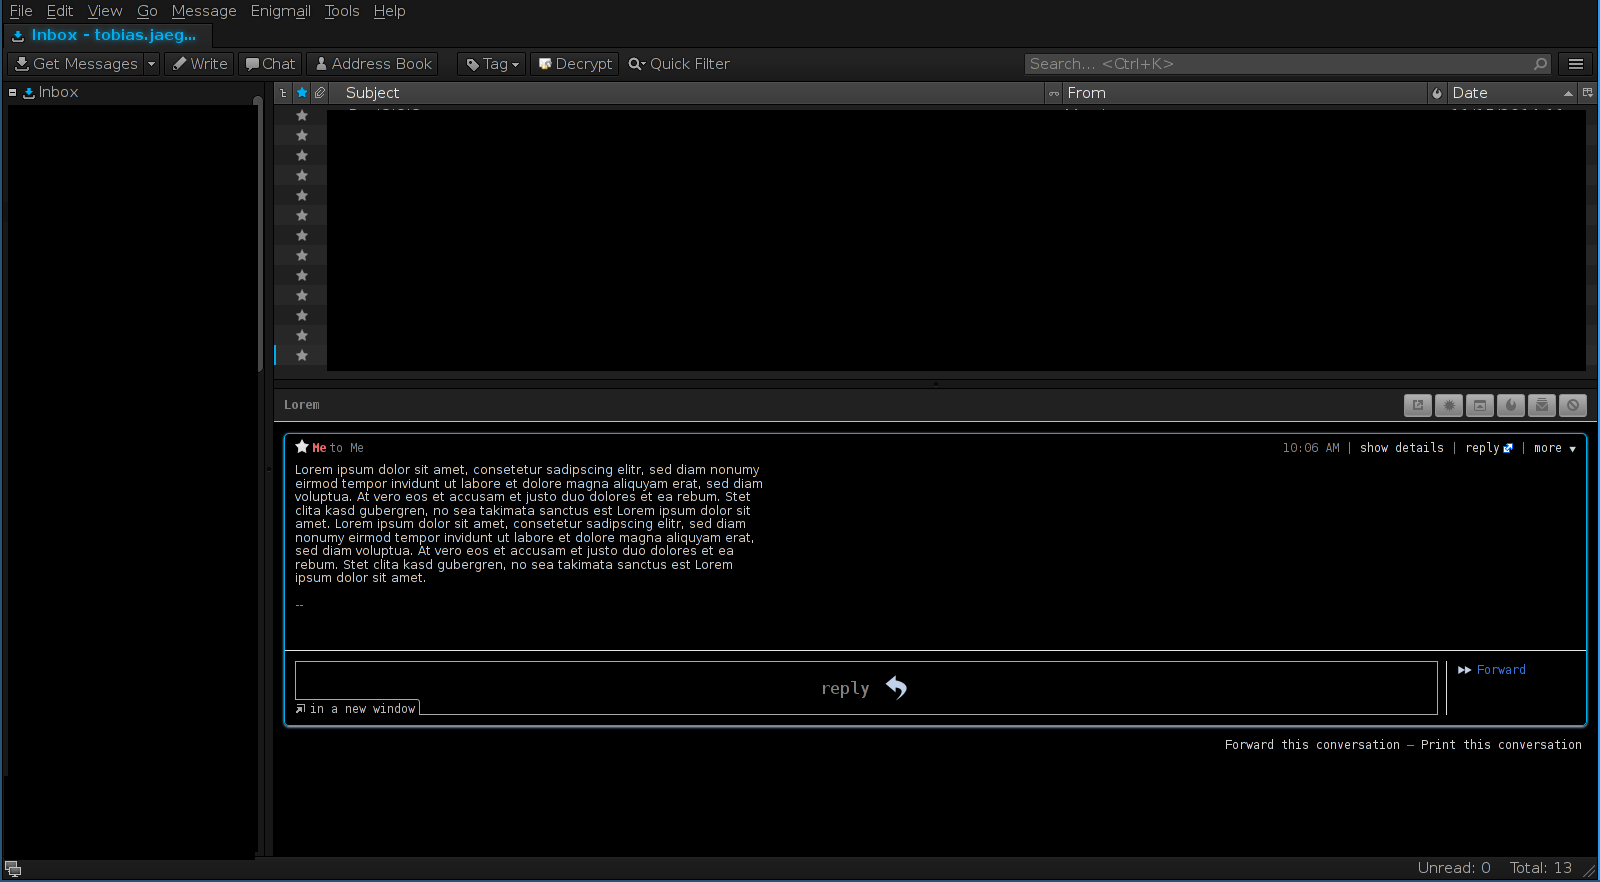 File Edit View Go Message Enigmail Tools Help
Inbox - tobias.jaeg...
Get Messages Write Chat Address Book Tag Decrypt Quick Filter Search... <Ctrl+K>
Inbox
Subject From Date
Lorem
Me to Me 10:06 AM | show details | reply | more
Lorem ipsum dolor sit amet, consetetur sadipscing elitr, sed diam nonumy
eirmod tempor invidunt ut labore et dolore magna aliquyam erat, sed diam
voluptua. At vero eos et accusam et justo duo dolores et ea rebum. Stet
clita kasd gubergren, no sea takimata sanctus est Lorem ipsum dolor sit
amet. Lorem ipsum dolor sit amet, consetetur sadipscing elitr, sed diam
nonumy eirmod tempor invidunt ut labore et dolore magna aliquyam erat,
sed diam voluptua. At vero eos et accusam et justo duo dolores et ea
rebum. Stet clita kasd gubergren, no sea takimata sanctus est Lorem
ipsum dolor sit amet.
--
reply
Forward
in a new window
Forward this conversation — Print this conversation
Unread: 0 Total: 13